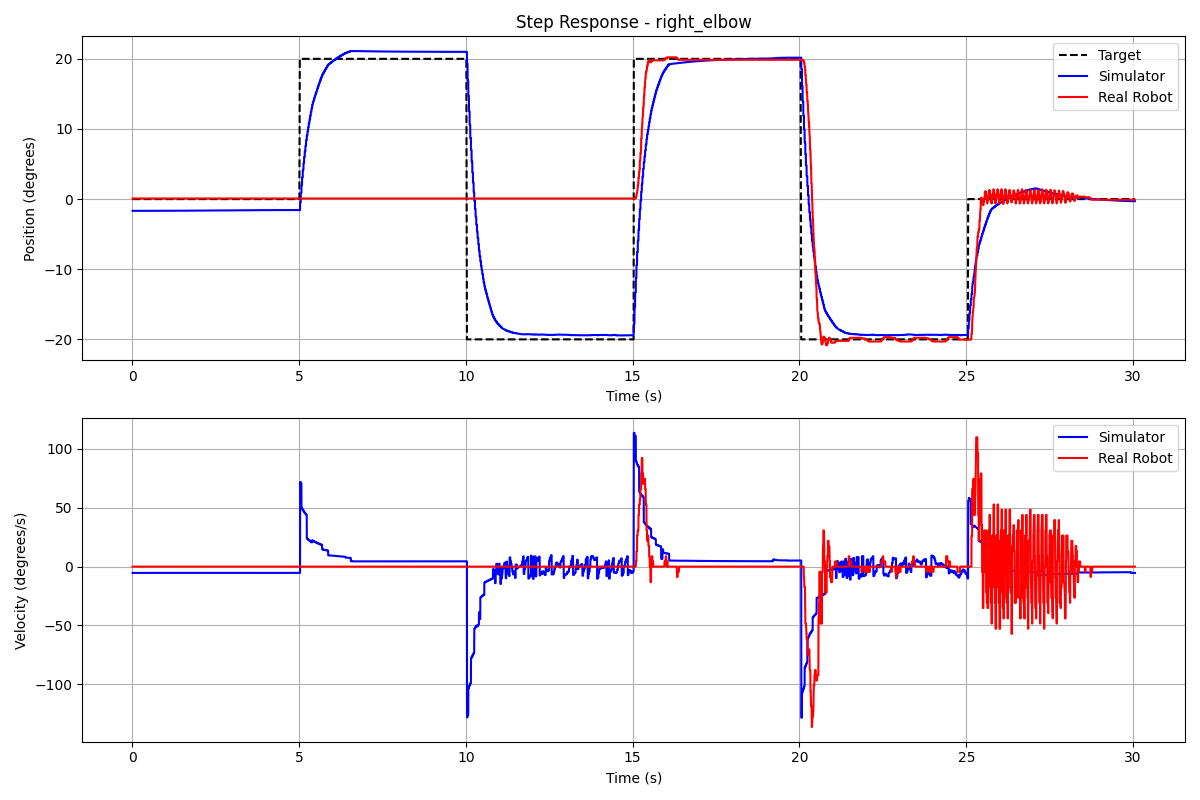 Step Response - right_elbow
Position (degrees)
20
10
0
−10
−20
Target
Simulator
Real Robot
0 5 10 15 20 25 30
Time (s)
Velocity (degrees/s)
100
50
0
−50
−100
Simulator
Real Robot
0 5 10 15 20 25 30
Time (s)